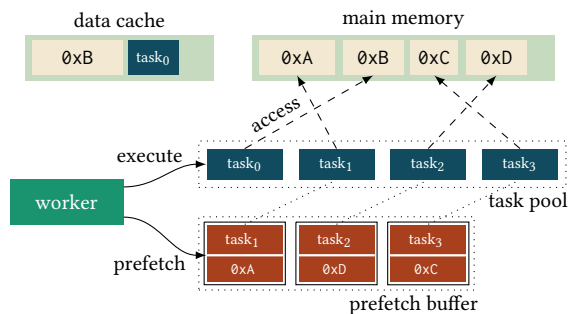 data cache
main memory
0xB
task0
0xA
0xB
0xC
0xD
access
execute
task0
task1
task2
task3
task pool
worker
prefetch
task1
task2
task3
0xA
0xD
0xC
prefetch buffer